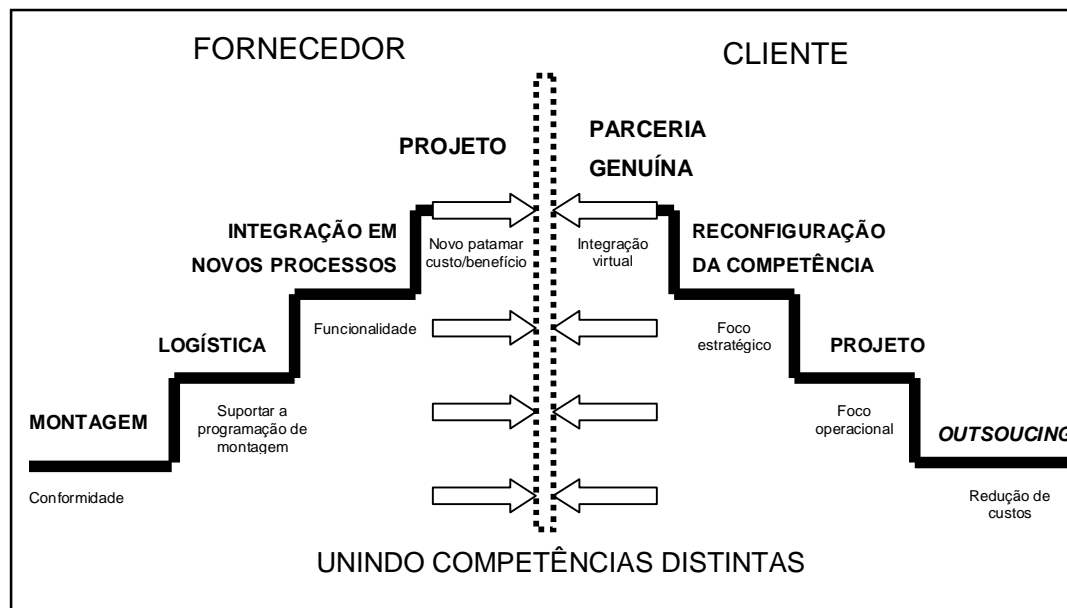 FORNECEDOR
CLIENTE
PROJETO
PARCERIA
GENUÍNA
INTEGRAÇÃO EM
NOVOS PROCESSOS
Novo patamar
custo/benefício
Integração
virtual
RECONFIGURAÇÃO
DA COMPETÊNCIA
LOGÍSTICA
Funcionalidade
Foco
estratégico
PROJETO
MONTAGEM
Suportar a
programação de
montagem
Foco
operacional
OUTSOUCING
Conformidade
Redução de
custos
UNINDO COMPETÊNCIAS DISTINTAS